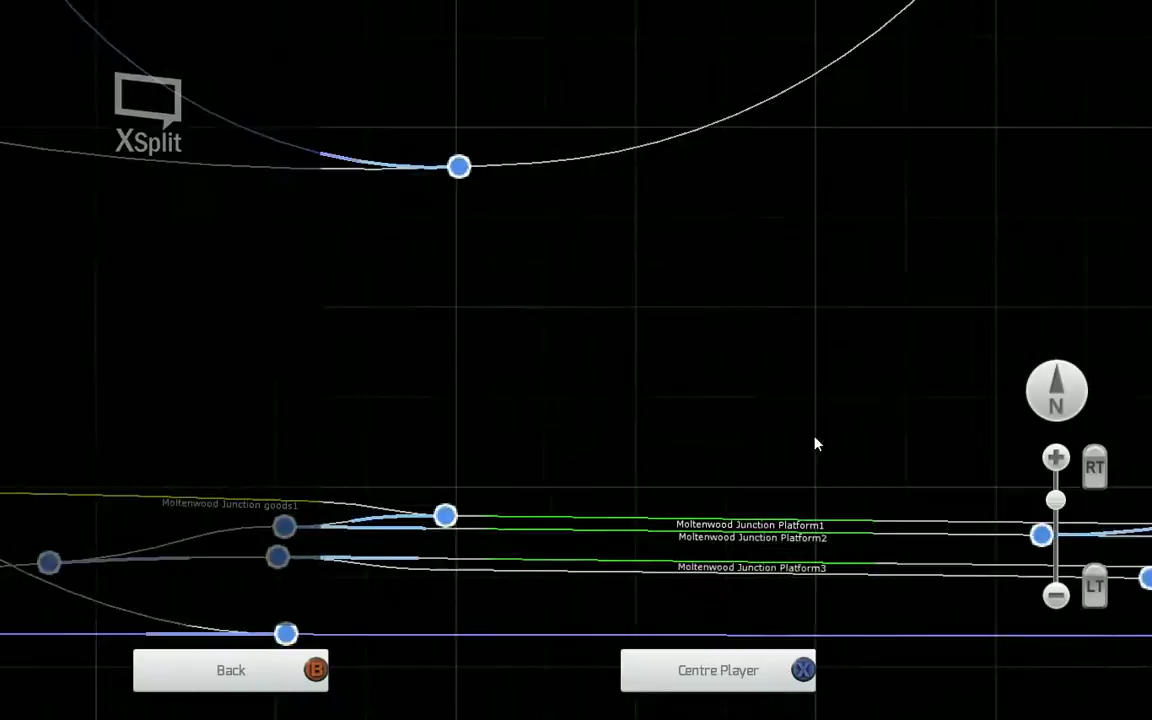 XSplit
N
RT
Moltenwood Junction goods1
Moltenwood Junction Platform1
Moltenwood Junction Platform2
Moltenwood Junction Platform3
LT
Back B
Centre Player X